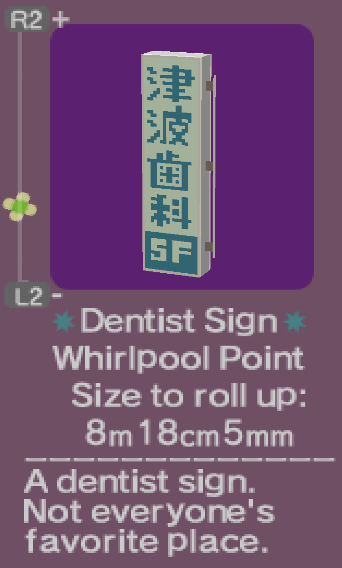 R2 +
津
波
歯
科
5F
L2 -
Dentist Sign
Whirlpool Point
Size to roll up:
8m18cm5mm
A dentist sign.
Not everyone's
favorite place.